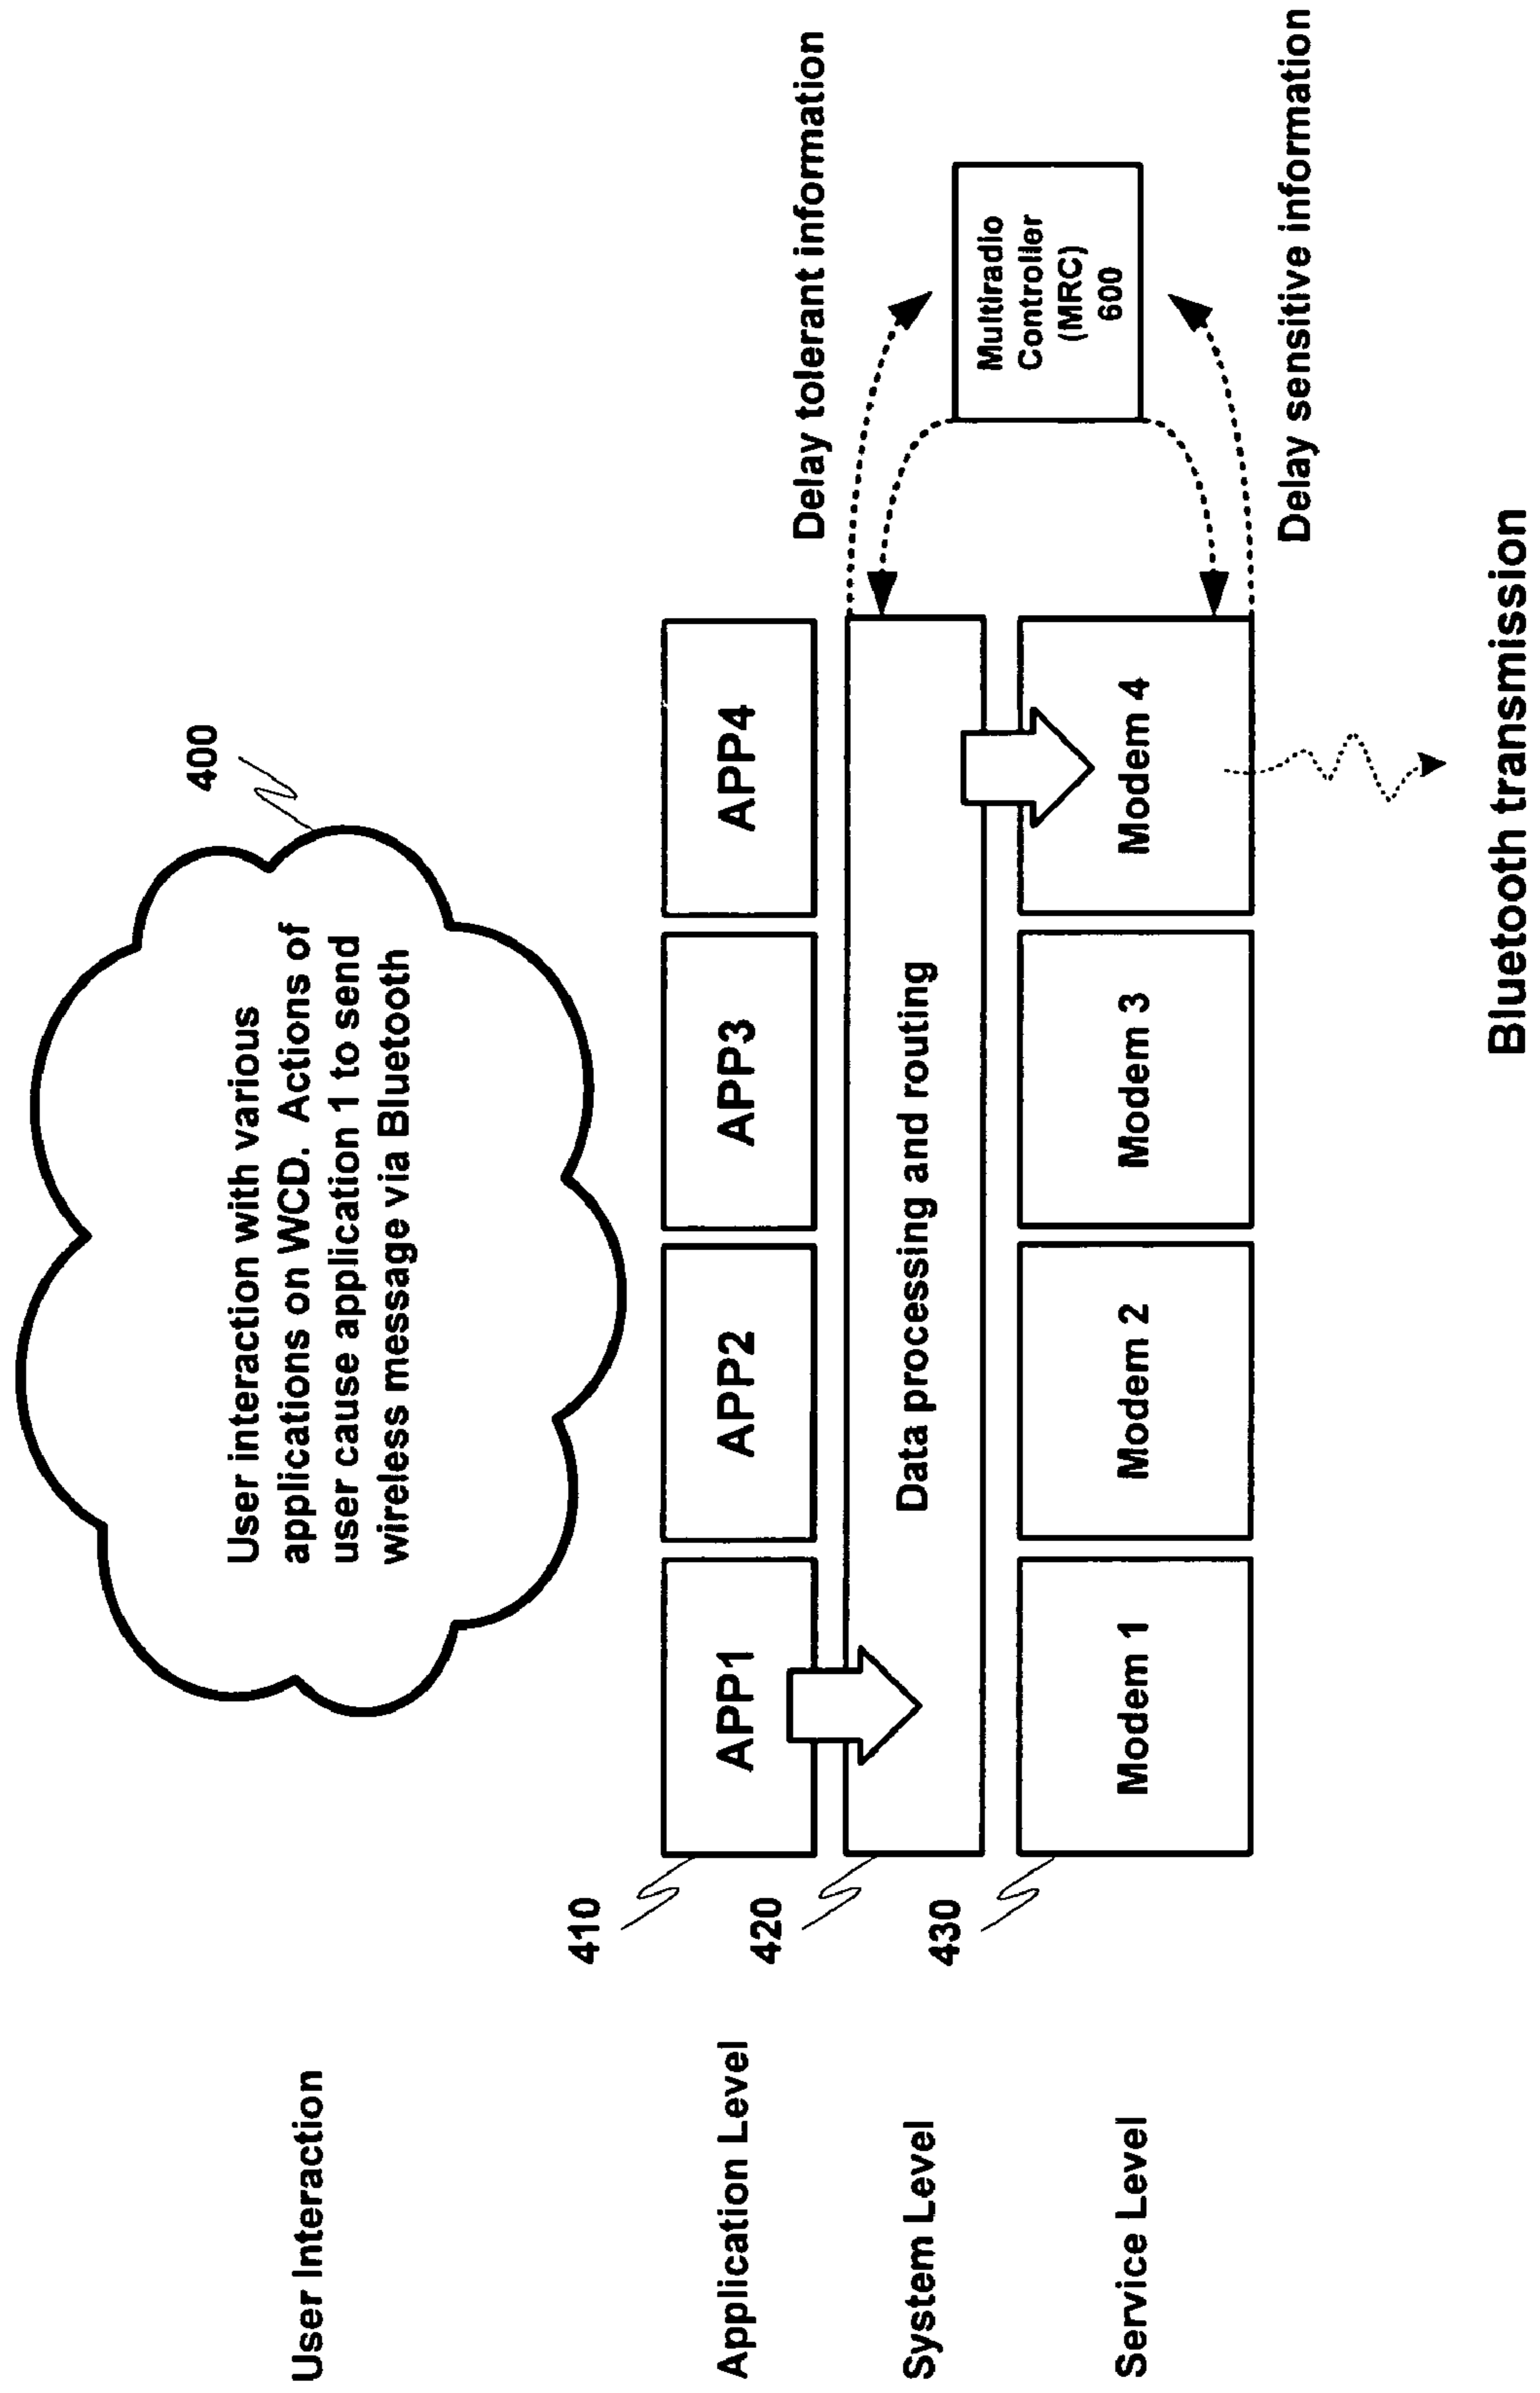 User Interaction
400
User interaction with various
applications on WCD. Actions of
user cause application 1 to send
wireless message via Bluetooth
410
Application Level
APP1
APP2
APP3
APP4
Delay tolerant information
420
System Level
Data processing and routing
Multiradio
Controller
(MRC)
600
430
Service Level
Modem 1
Modem 2
Modem 3
Modem 4
Delay sensitive information
Bluetooth transmission